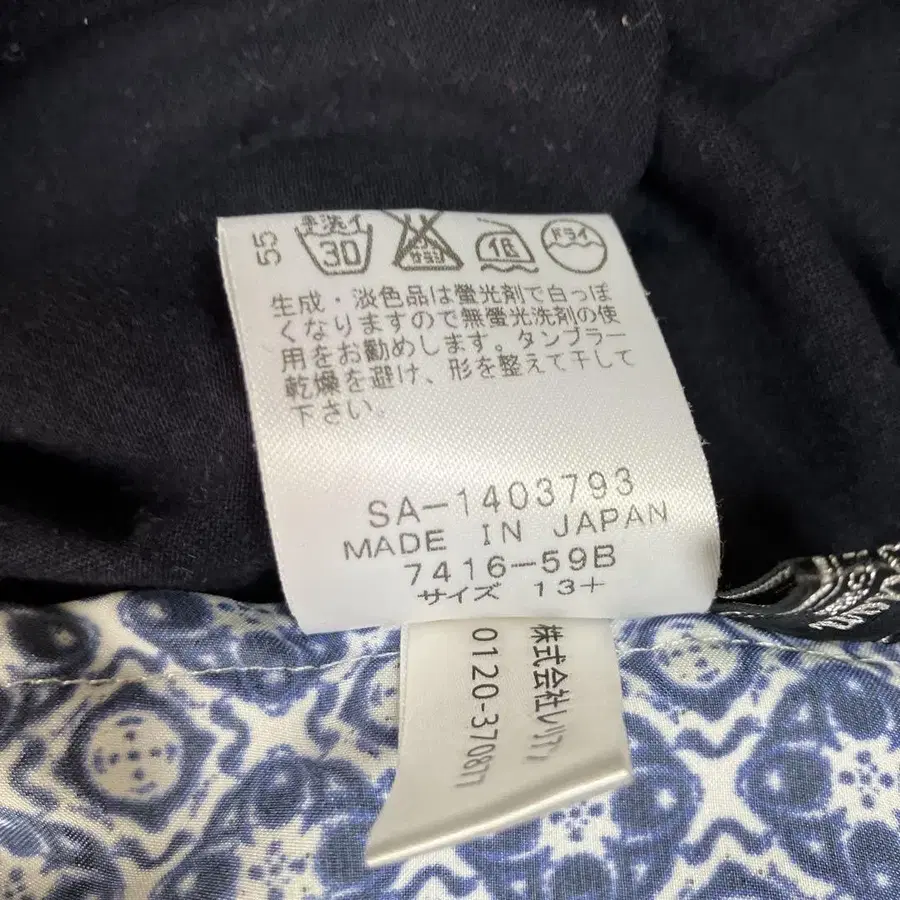 55
手洗イ
30
エンソ
サラシ
低
ドライ
生成・淡色品は螢光剤で白っぽ
くなりますので無螢光洗剤の使
用をお勧めします。タンブラー
乾燥を避け、形を整えて干して
下さい。
SA-1403793
MADE IN JAPAN
7416-59B
サイズ 13+
株式会社レリアン
0120-370877